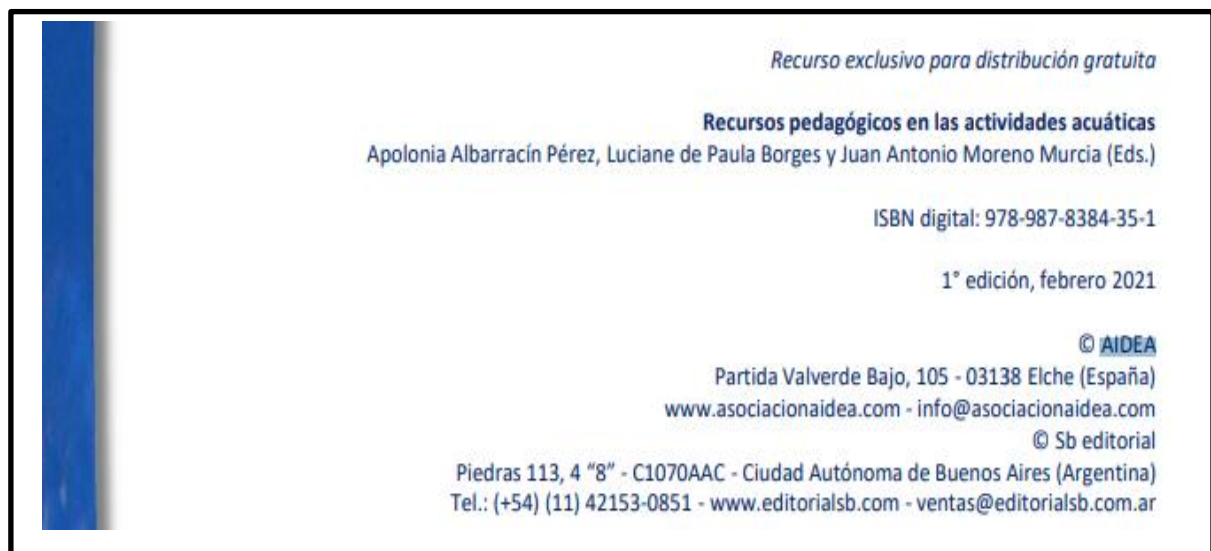 Recurso exclusivo para distribución gratuita
Recursos pedagógicos en las actividades acuáticas
Apolonia Albarracín Pérez, Luciane de Paula Borges y Juan Antonio Moreno Murcia (Eds.)
ISBN digital: 978-987-8384-35-1
1° edición, febrero 2021
© AIDEA
Partida Valverde Bajo, 105 - 03138 Elche (España)
www.asociacionaidea.com - info@asociacionaidea.com
© Sb editorial
Piedras 113, 4 “8” - C1070AAC - Ciudad Autónoma de Buenos Aires (Argentina)
Tel.: (+54) (11) 42153-0851 - www.editorialsb.com - ventas@editorialsb.com.ar